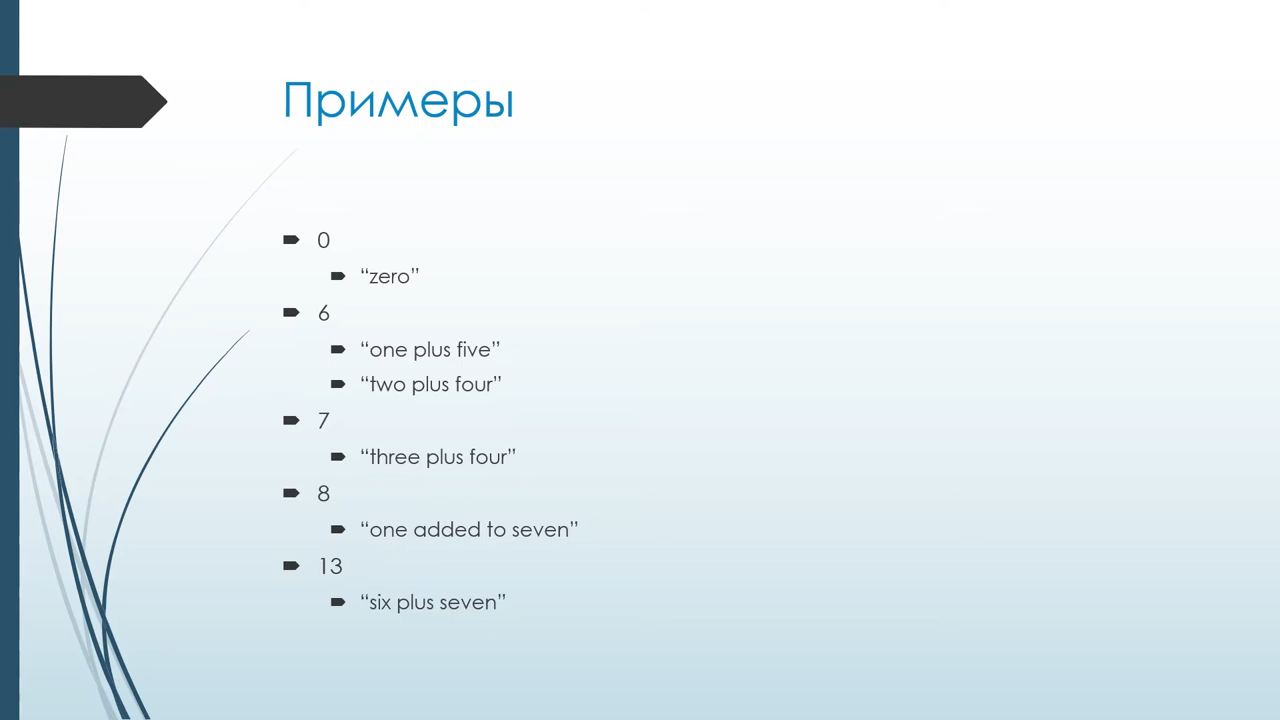 Примеры
0
“zero”
6
“one plus five”
“two plus four”
7
“three plus four”
8
“one added to seven”
13
“six plus seven”